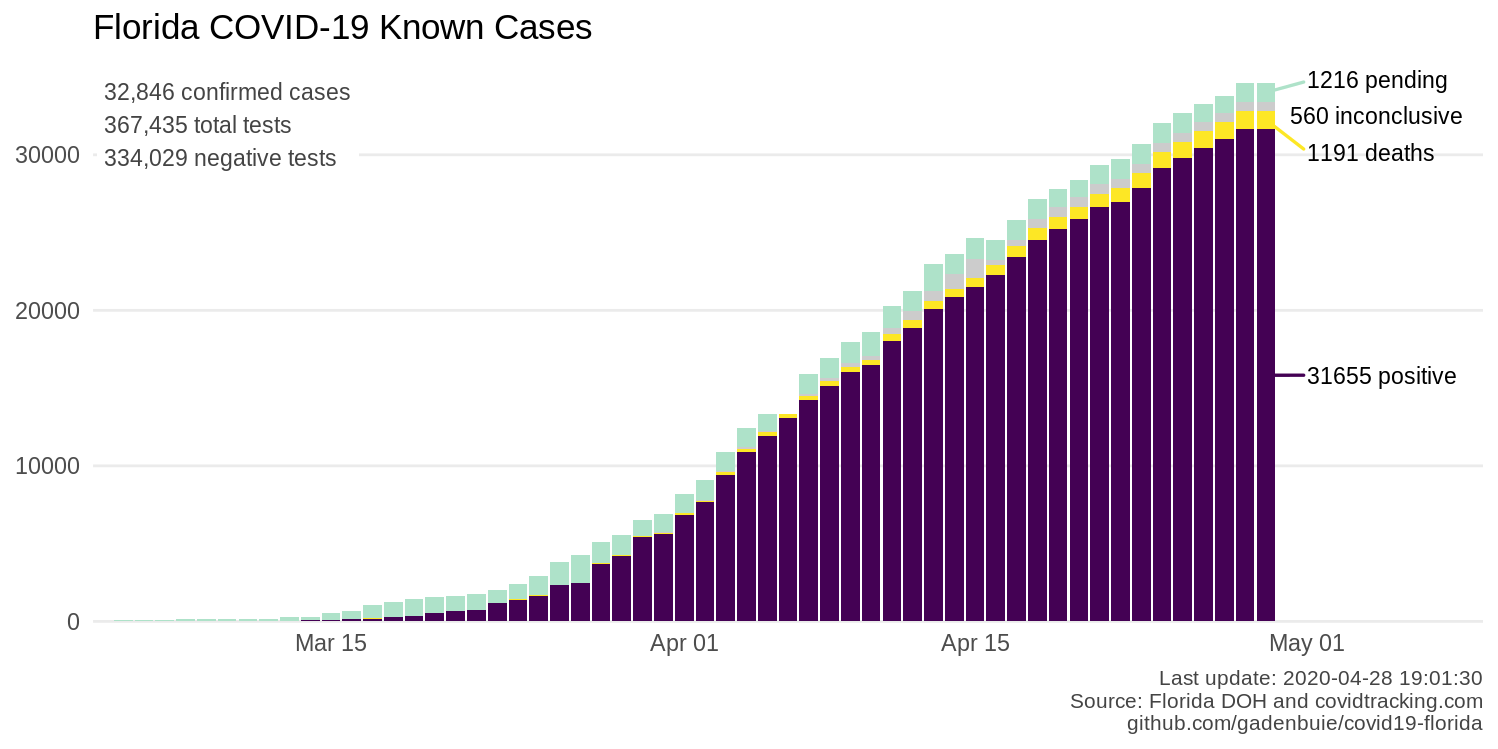 Florida COVID-19 Known Cases
32,846 confirmed cases
367,435 total tests
334,029 negative tests
1216 pending
560 inconclusive
1191 deaths
31655 positive
30000
20000
10000
0
Mar 15
Apr 01
Apr 15
May 01
Last update: 2020-04-28 19:01:30
Source: Florida DOH and covidtracking.com
github.com/gadenbuie/covid19-florida